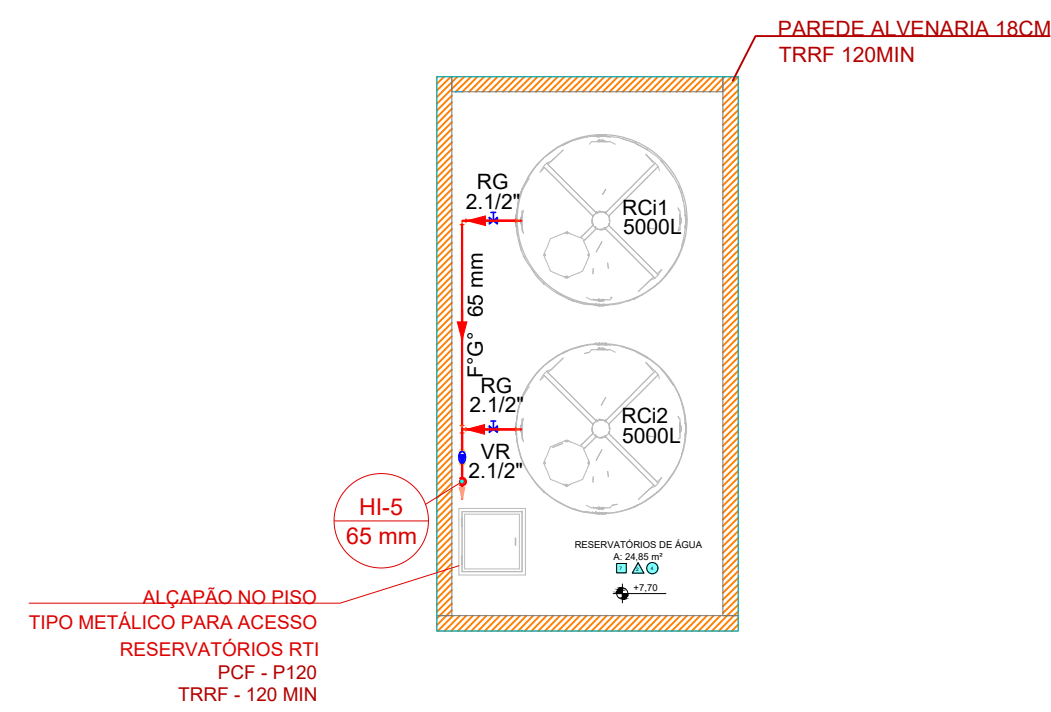 PAREDE ALVENARIA 18CM
TRRF 120MIN
RG
2.1/2"
RCi1
5000L
F°G° 65 mm
RG
2.1/2"
RCi2
5000L
VR
2.1/2"
HI-5
65 mm
RESERVATÓRIOS DE ÁGUA
A: 24,85 m²
+7,70
ALÇAPÃO NO PISO
TIPO METÁLICO PARA ACESSO
RESERVATÓRIOS RTI
PCF - P120
TRRF - 120 MIN